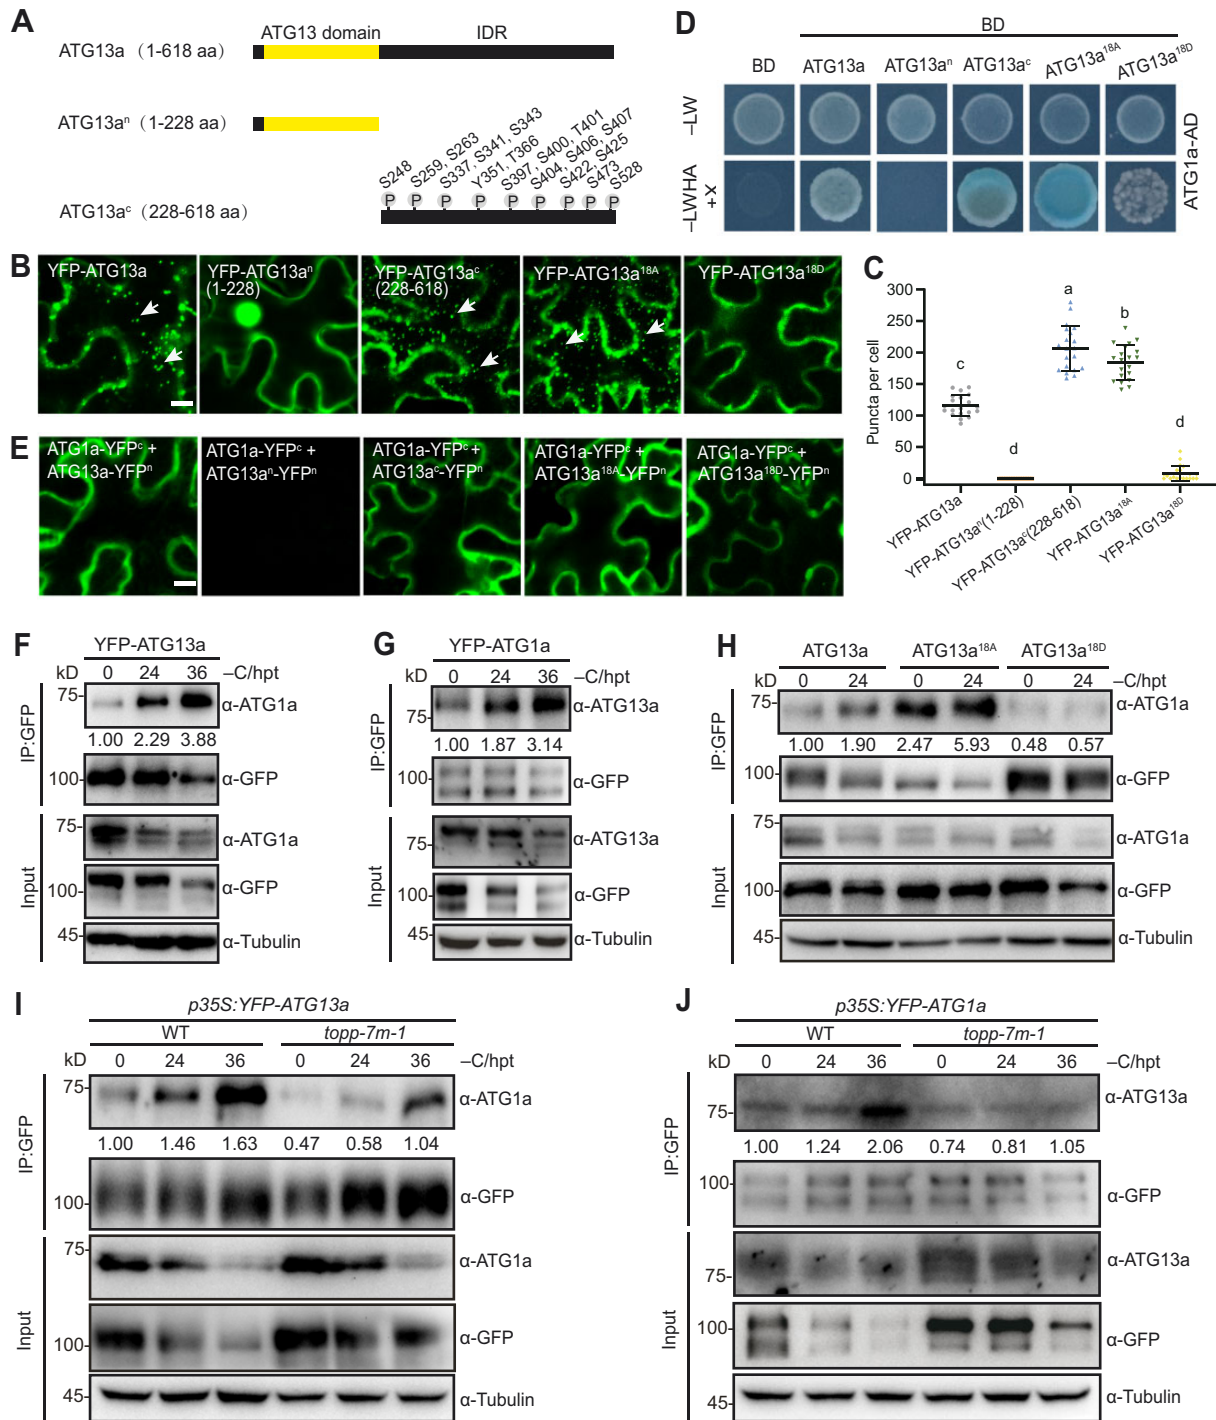 A
ATG13 domain IDR
ATG13a (1-618 aa)
ATG13aⁿ (1-228 aa)
S248
S259, S263
S337, S341, S343
Y351, T366
S397, S400, T401
S404, S406, S407
S422, S425
S473
S528
P P P P P P P P P
ATG13aᶜ (228-618 aa)
D
BD
BD ATG13a ATG13aⁿ ATG13aᶜ ATG13a¹⁸ᴬ ATG13a¹⁸ᴰ
–LW
–LWHA
+X
ATG1a-AD
B
YFP-ATG13a
YFP-ATG13aⁿ
(1-228)
YFP-ATG13aᶜ
(228-618)
YFP-ATG13a¹⁸ᴬ
YFP-ATG13a¹⁸ᴰ
C
Puncta per cell
300
250
200
150
100
50
0
c d a b d
YFP-ATG13a
YFP-ATG13aⁿ(1-228)
YFP-ATG13aᶜ(228-618)
YFP-ATG13a¹⁸ᴬ
YFP-ATG13a¹⁸ᴰ
E
ATG1a-YFPᶜ +
ATG13a-YFPⁿ
ATG1a-YFPᶜ +
ATG13aⁿ-YFPⁿ
ATG1a-YFPᶜ +
ATG13aᶜ-YFPⁿ
ATG1a-YFPᶜ +
ATG13a¹⁸ᴬ-YFPⁿ
ATG1a-YFPᶜ +
ATG13a¹⁸ᴰ-YFPⁿ
F
YFP-ATG13a
kD 0 24 36 –C/hpt
IP:GFP
75- α-ATG1a
1.00 2.29 3.88
100- α-GFP
Input
75- α-ATG1a
100- α-GFP
45- α-Tubulin
G
YFP-ATG1a
kD 0 24 36 –C/hpt
IP:GFP
75- α-ATG13a
1.00 1.87 3.14
100- α-GFP
Input
75- α-ATG13a
100- α-GFP
45- α-Tubulin
H
ATG13a ATG13a¹⁸ᴬ ATG13a¹⁸ᴰ
kD 0 24 0 24 0 24 –C/hpt
IP:GFP
75- α-ATG1a
1.00 1.90 2.47 5.93 0.48 0.57
100- α-GFP
Input
75- α-ATG1a
100- α-GFP
45- α-Tubulin
I
p35S:YFP-ATG13a
WT topp-7m-1
kD 0 24 36 0 24 36 –C/hpt
IP:GFP
75- α-ATG1a
1.00 1.46 1.63 0.47 0.58 1.04
100- α-GFP
Input
75- α-ATG1a
100- α-GFP
45- α-Tubulin
J
p35S:YFP-ATG1a
WT topp-7m-1
kD 0 24 36 0 24 36 –C/hpt
IP:GFP
75- α-ATG13a
1.00 1.24 2.06 0.74 0.81 1.05
100- α-GFP
Input
75- α-ATG13a
100- α-GFP
45- α-Tubulin